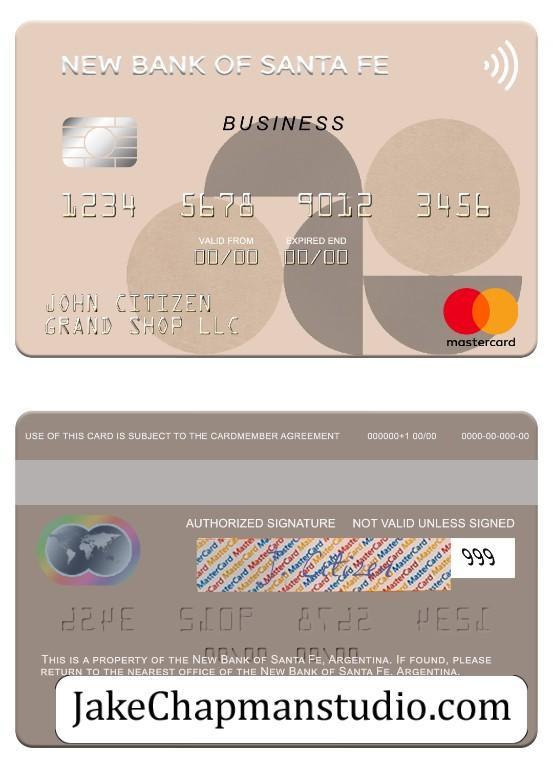 NEW BANK OF SANTA FE
BUSINESS
1234 5678 9012 3456
VALID FROM EXPIRED END
00/00 00/00
JOHN CITIZEN
GRAND SHOP LLC
mastercard
USE OF THIS CARD IS SUBJECT TO THE CARDMEMBER AGREEMENT 000000+1 00/00 0000-00-000-00
AUTHORIZED SIGNATURE NOT VALID UNLESS SIGNED
MasterCard MasterCard MasterCard
999
THIS IS A PROPERTY OF THE NEW BANK OF SANTA FE, ARGENTINA. IF FOUND, PLEASE
RETURN TO THE NEAREST OFFICE OF THE NEW BANK OF SANTA FE, ARGENTINA.
JakeChapmanstudio.com